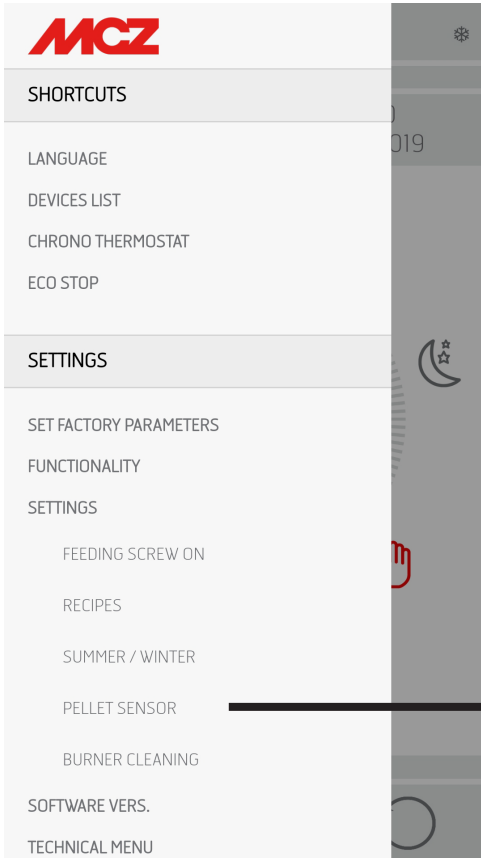 MCZ
SHORTCUTS
LANGUAGE
DEVICES LIST
CHRONO THERMOSTAT
ECO STOP
019
SETTINGS
SET FACTORY PARAMETERS
FUNCTIONALITY
SETTINGS
FEEDING SCREW ON
RECIPES
SUMMER / WINTER
PELLET SENSOR
BURNER CLEANING
SOFTWARE VERS.
TECHNICAL MENU